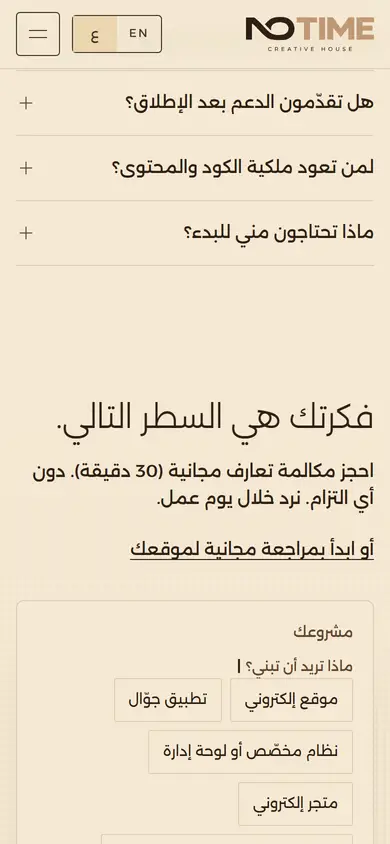 NOTIME
CREATIVE HOUSE
EN
ع
هل تقدّمون الدعم بعد الإطلاق؟
لمن تعود ملكية الكود والمحتوى؟
ماذا تحتاجون مني للبدء؟
فكرتك هي السطر التالي.
احجز مكالمة تعارف مجانية (30 دقيقة). دون
أي التزام. نرد خلال يوم عمل.
أو ابدأ بمراجعة مجانية لموقعك
مشروعك
ماذا تريد أن تبني؟
موقع إلكتروني
تطبيق جوّال
نظام مخصّص أو لوحة إدارة
متجر إلكتروني